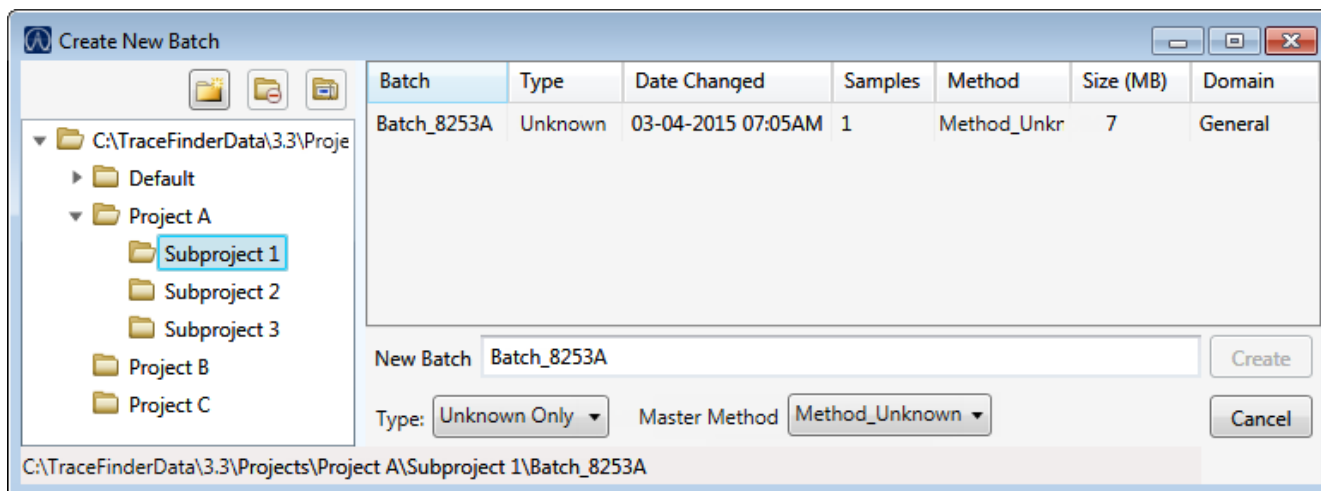 Create New Batch
Batch Type Date Changed Samples Method Size (MB) Domain
Batch_8253A Unknown 03-04-2015 07:05AM 1 Method_Unkr 7 General
C:\TraceFinderData\3.3\Proje
Default
Project A
Subproject 1
Subproject 2
Subproject 3
Project B
Project C
New Batch Batch_8253A Create
Type: Unknown Only Master Method Method_Unknown Cancel
C:\TraceFinderData\3.3\Projects\Project A\Subproject 1\Batch_8253A